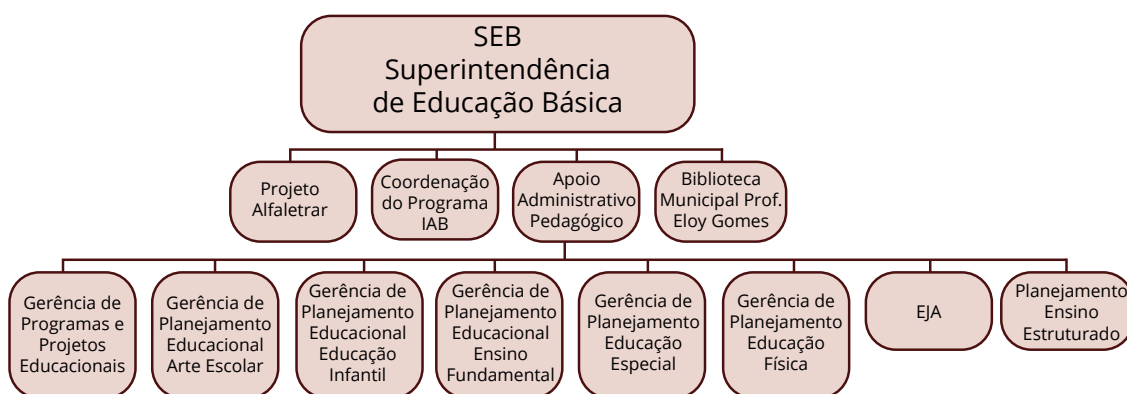 SEB
Superintendência
de Educação Básica
Projeto
Alfaletrar
Coordenação
do Programa
IAB
Apoio
Administrativo
Pedagógico
Biblioteca
Municipal Prof.
Eloy Gomes
Gerência de
Programas e
Projetos
Educacionais
Gerência de
Planejamento
Educacional
Arte Escolar
Gerência de
Planejamento
Educacional
Educação
Infantil
Gerência de
Planejamento
Educacional
Ensino
Fundamental
Gerência de
Planejamento
Educação
Especial
Gerência de
Planejamento
Educação
Física
EJA
Planejamento
Ensino
Estruturado